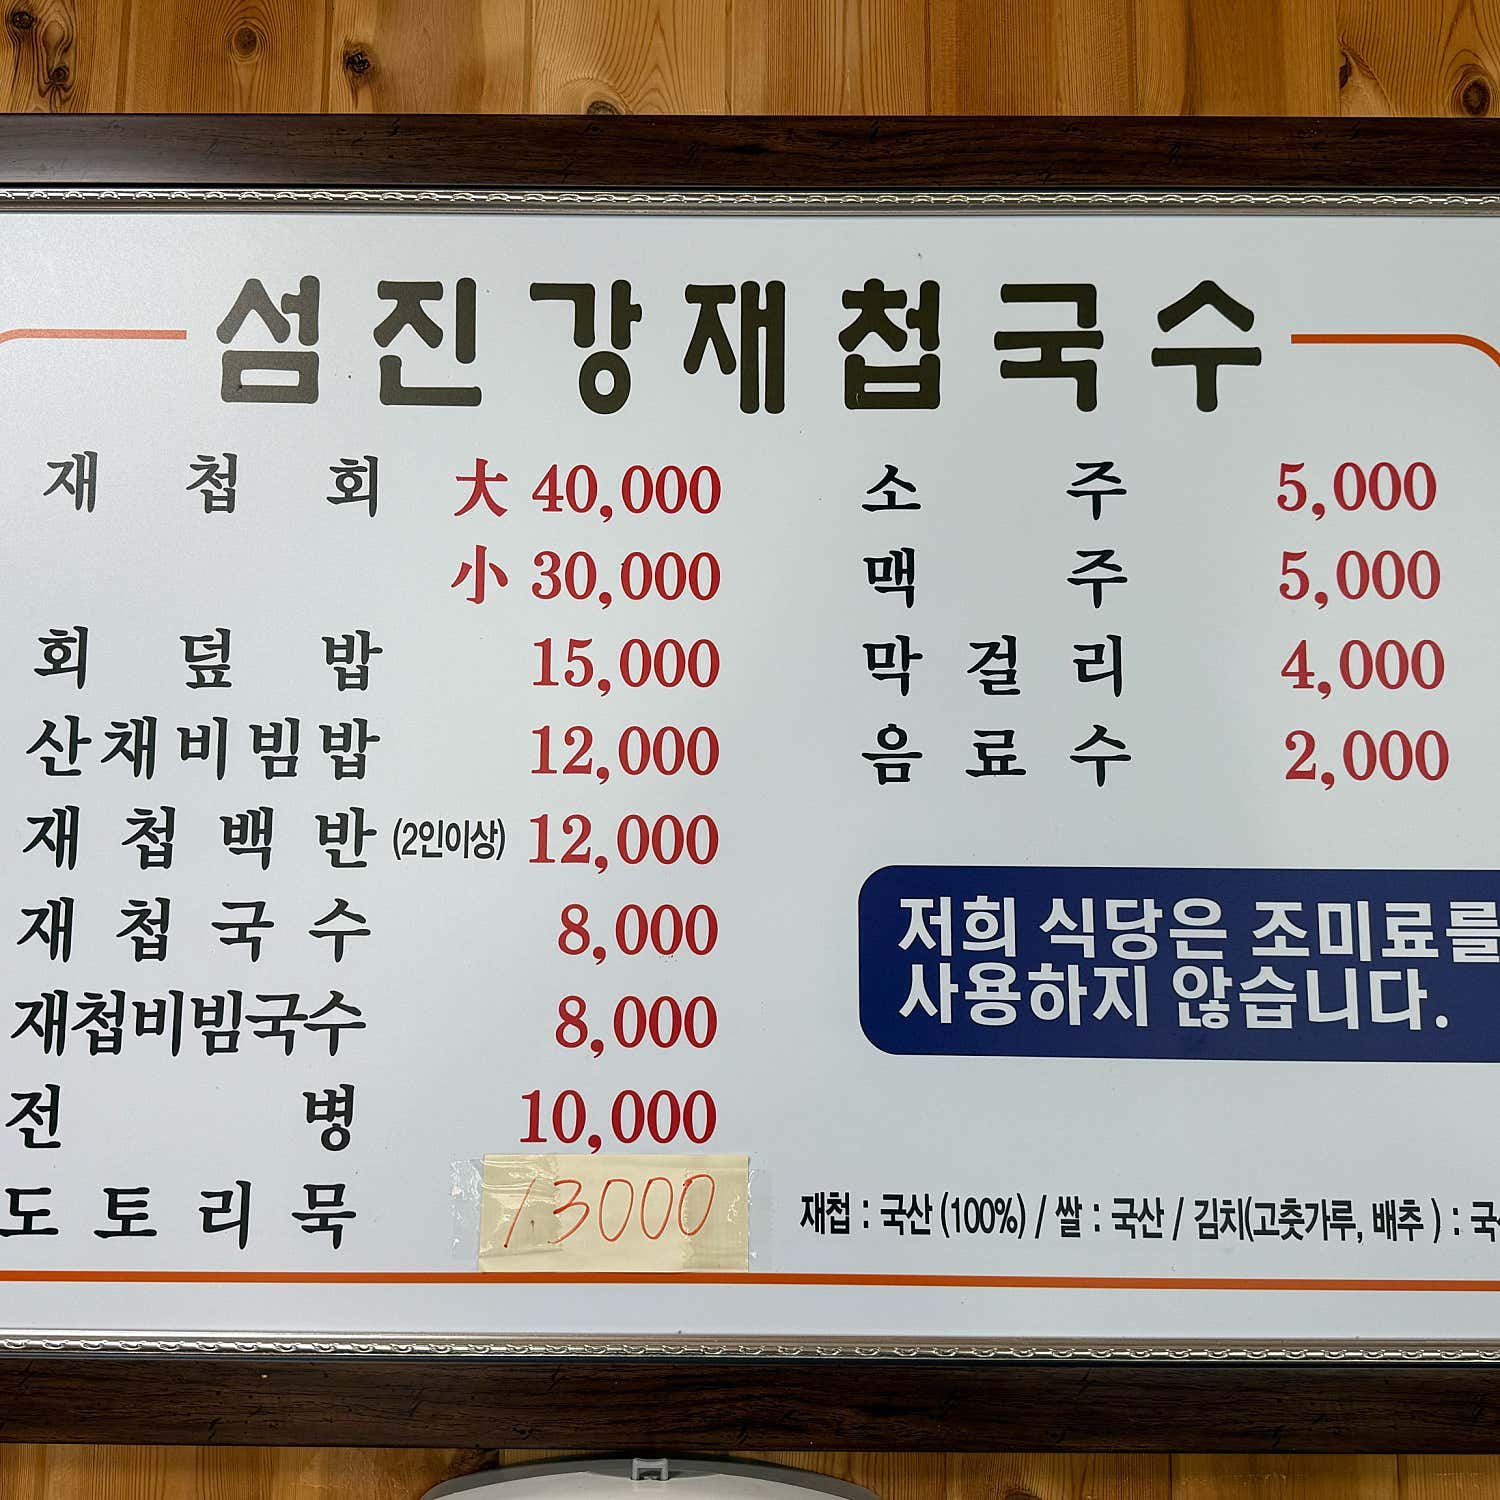 섬진강재첩국수
재첩회 大 40,000
小 30,000
회덮밥 15,000
산채비빔밥 12,000
재첩백반 (2인이상) 12,000
재첩국수 8,000
재첩비빔국수 8,000
전병 10,000
도토리묵 13000
소주 5,000
맥주 5,000
막걸리 4,000
음료수 2,000
저희 식당은 조미료를
사용하지 않습니다.
재첩 : 국산 (100%) / 쌀 : 국산 / 김치(고춧가루, 배추 ) :